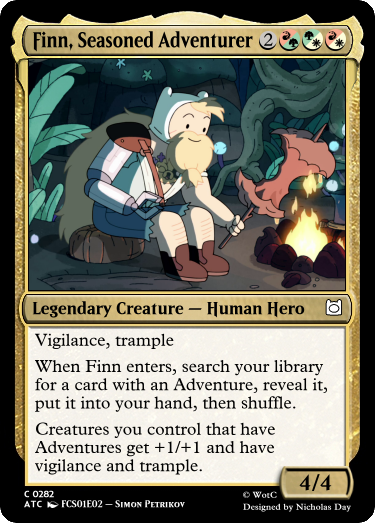 Finn, Seasoned Adventurer 2
Legendary Creature — Human Hero
Vigilance, trample
When Finn enters, search your library
for a card with an Adventure, reveal it,
put it into your hand, then shuffle.
Creatures you control that have
Adventures get +1/+1 and have
vigilance and trample.
4/4
C 0282
ATC FCS01E02 – Simon Petrikov
© WotC
Designed by Nicholas Day